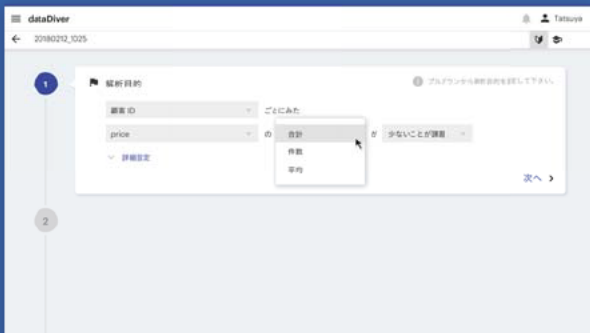 dataDiver
Tatsuya
20180212_1025
1
解析目的
プルダウンから解析目的を設定して下さい。
顧客 ID
ごとにみた
price
の
合計
が
少ないことが課題
件数
平均
詳細設定
次へ
2